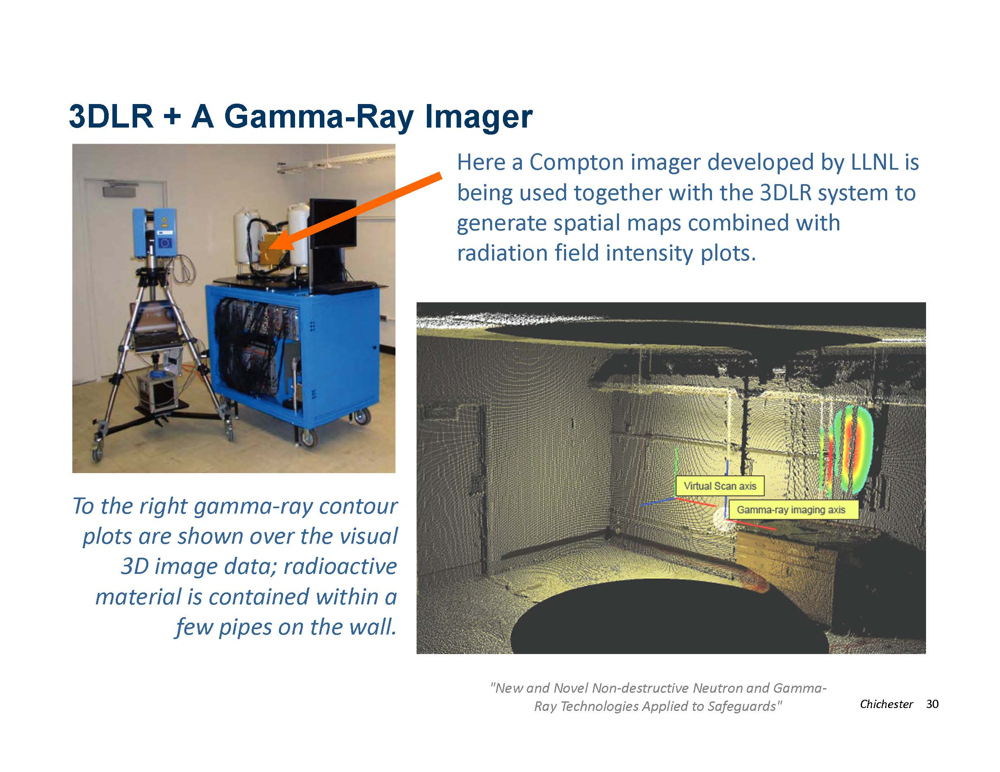 3DLR + A Gamma-Ray Imager
Here a Compton imager developed by LLNL is
being used together with the 3DLR system to
generate spatial maps combined with
radiation field intensity plots.
Virtual Scan axis
Gamma-ray imaging axis
To the right gamma-ray contour
plots are shown over the visual
3D image data; radioactive
material is contained within a
few pipes on the wall.
"New and Novel Non-destructive Neutron and Gamma-
Ray Technologies Applied to Safeguards"
Chichester 30